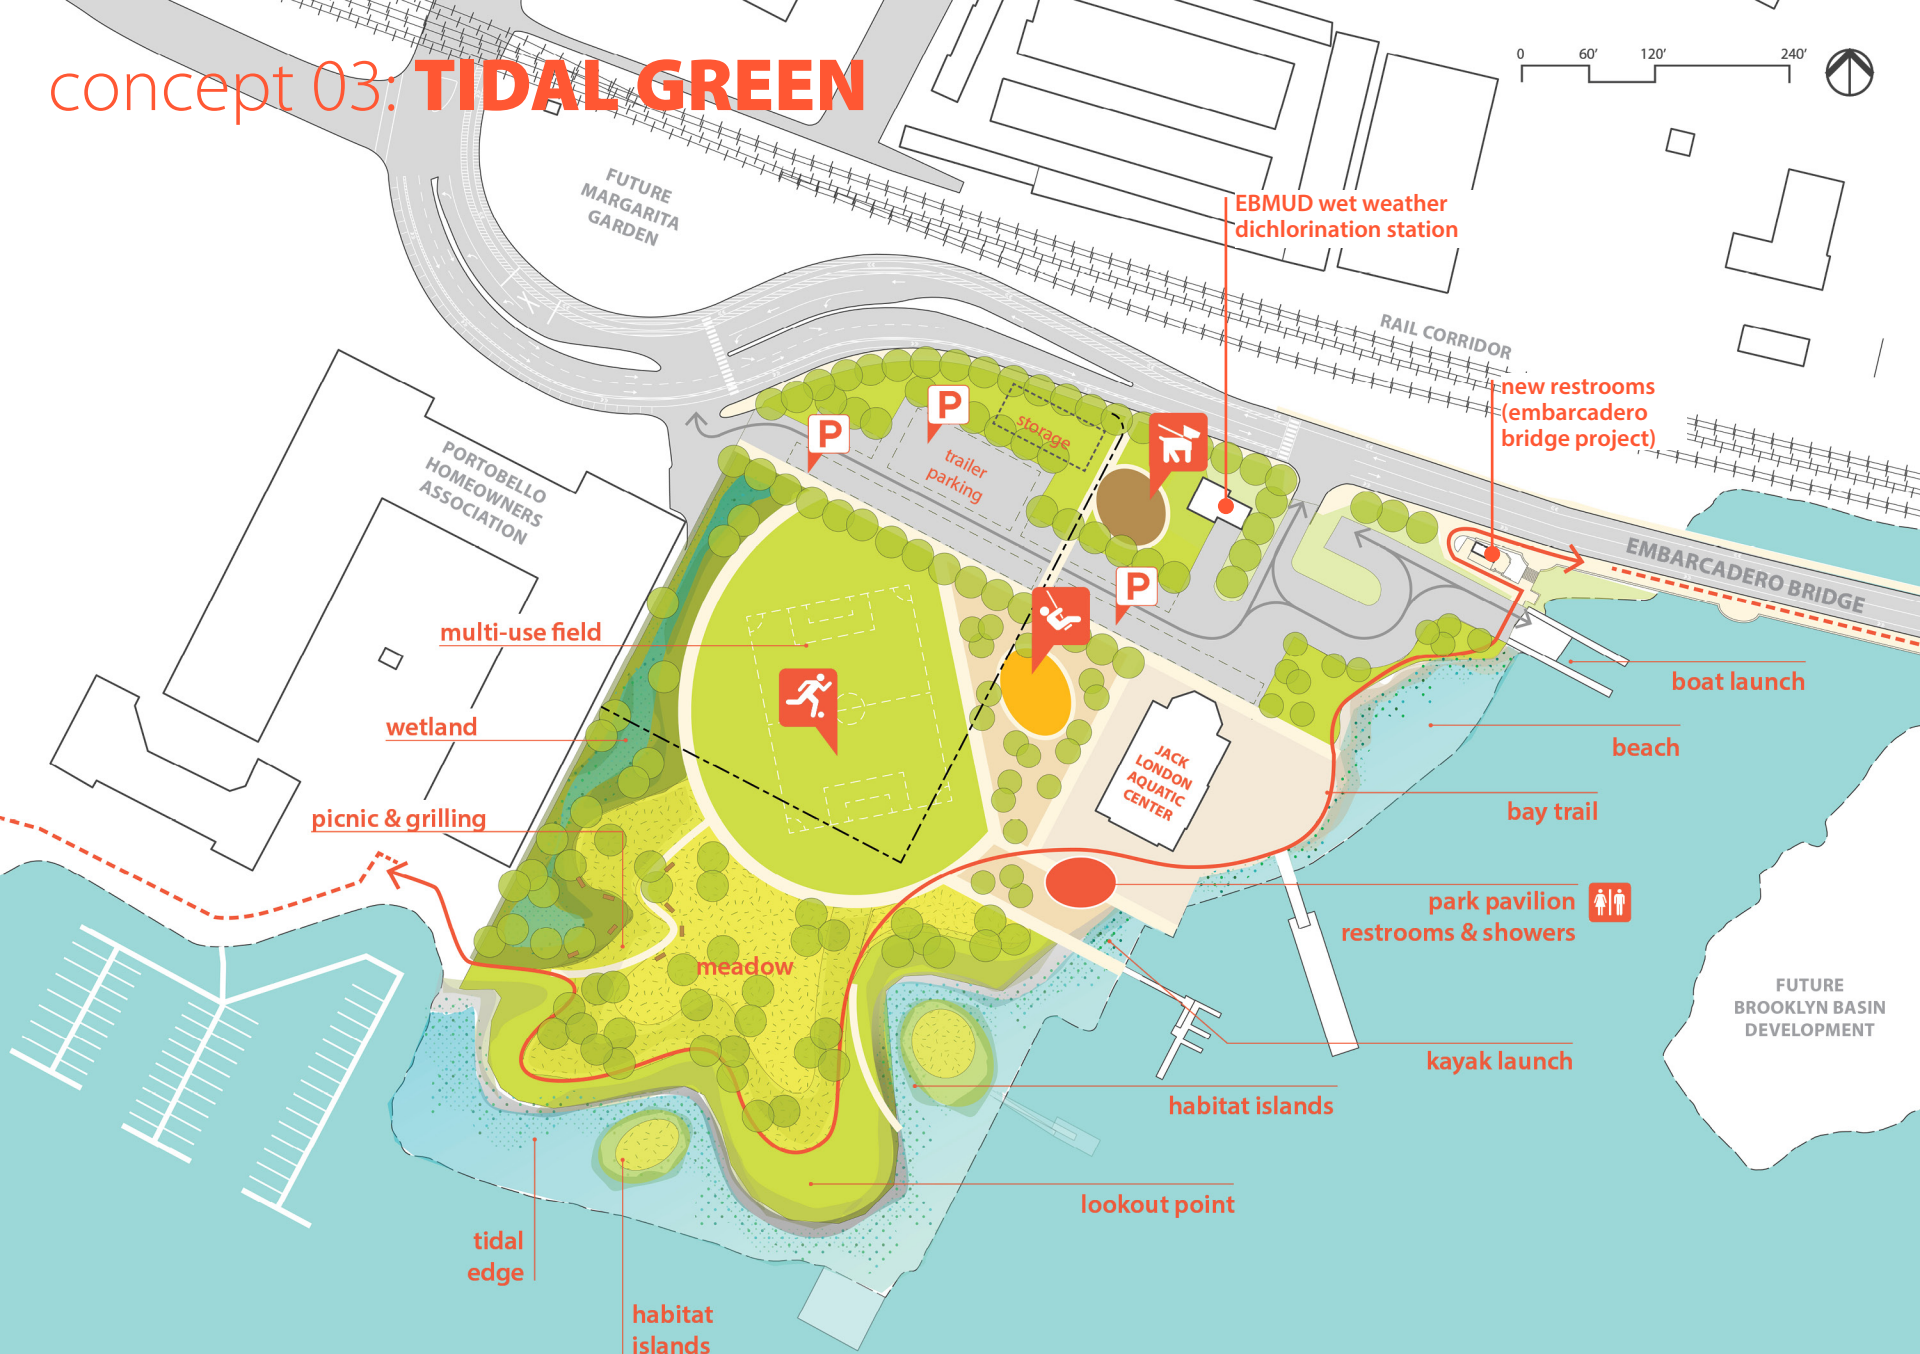 concept 03: TIDAL GREEN
0 60' 120' 240'
FUTURE
MARGARITA
GARDEN
EBMUD wet weather
dichlorination station
RAIL CORRIDOR
new restrooms
(embarcadero
bridge project)
P
P
storage
trailer
parking
PORTOBELLO
HOMEOWNERS
ASSOCIATION
EMBARCADERO BRIDGE
P
multi-use field
boat launch
wetland
beach
JACK
LONDON
AQUATIC
CENTER
picnic & grilling
bay trail
park pavilion
restrooms & showers
meadow
FUTURE
BROOKLYN BASIN
DEVELOPMENT
kayak launch
habitat islands
lookout point
tidal
edge
habitat
islands